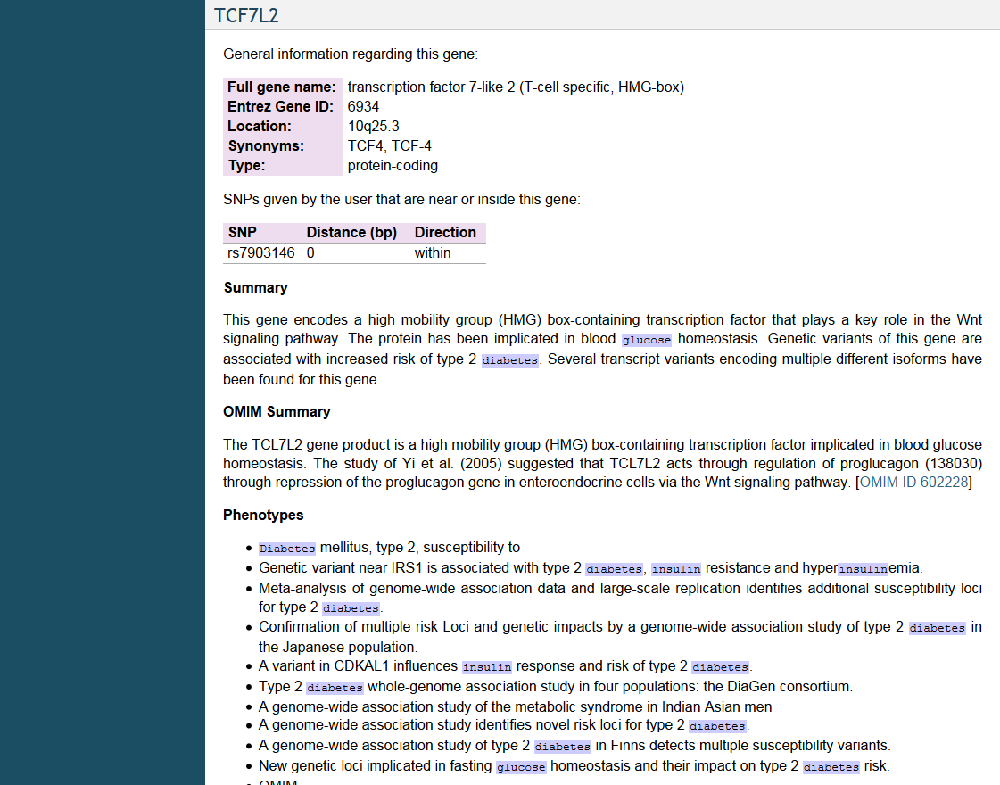 TCF7L2
General information regarding this gene:
Full gene name: transcription factor 7-like 2 (T-cell specific, HMG-box)
Entrez Gene ID: 6934
Location: 10q25.3
Synonyms: TCF4, TCF-4
Type: protein-coding
SNPs given by the user that are near or inside this gene:
SNP Distance (bp) Direction
rs7903146 0 within
Summary
This gene encodes a high mobility group (HMG) box-containing transcription factor that plays a key role in the Wnt
signaling pathway. The protein has been implicated in blood glucose homeostasis. Genetic variants of this gene are
associated with increased risk of type 2 diabetes. Several transcript variants encoding multiple different isoforms have
been found for this gene.
OMIM Summary
The TCL7L2 gene product is a high mobility group (HMG) box-containing transcription factor implicated in blood glucose
homeostasis. The study of Yi et al. (2005) suggested that TCL7L2 acts through regulation of proglucagon (138030)
through repression of the proglucagon gene in enteroendocrine cells via the Wnt signaling pathway. [OMIM ID 602228]
Phenotypes
• Diabetes mellitus, type 2, susceptibility to
• Genetic variant near IRS1 is associated with type 2 diabetes, insulin resistance and hyperinsulinemia.
• Meta-analysis of genome-wide association data and large-scale replication identifies additional susceptibility loci
for type 2 diabetes.
• Confirmation of multiple risk Loci and genetic impacts by a genome-wide association study of type 2 diabetes in
the Japanese population.
• A variant in CDKAL1 influences insulin response and risk of type 2 diabetes.
• Type 2 diabetes whole-genome association study in four populations: the DiaGen consortium.
• A genome-wide association study of the metabolic syndrome in Indian Asian men
• A genome-wide association study identifies novel risk loci for type 2 diabetes.
• A genome-wide association study of type 2 diabetes in Finns detects multiple susceptibility variants.
• New genetic loci implicated in fasting glucose homeostasis and their impact on type 2 diabetes risk.
• OMIM